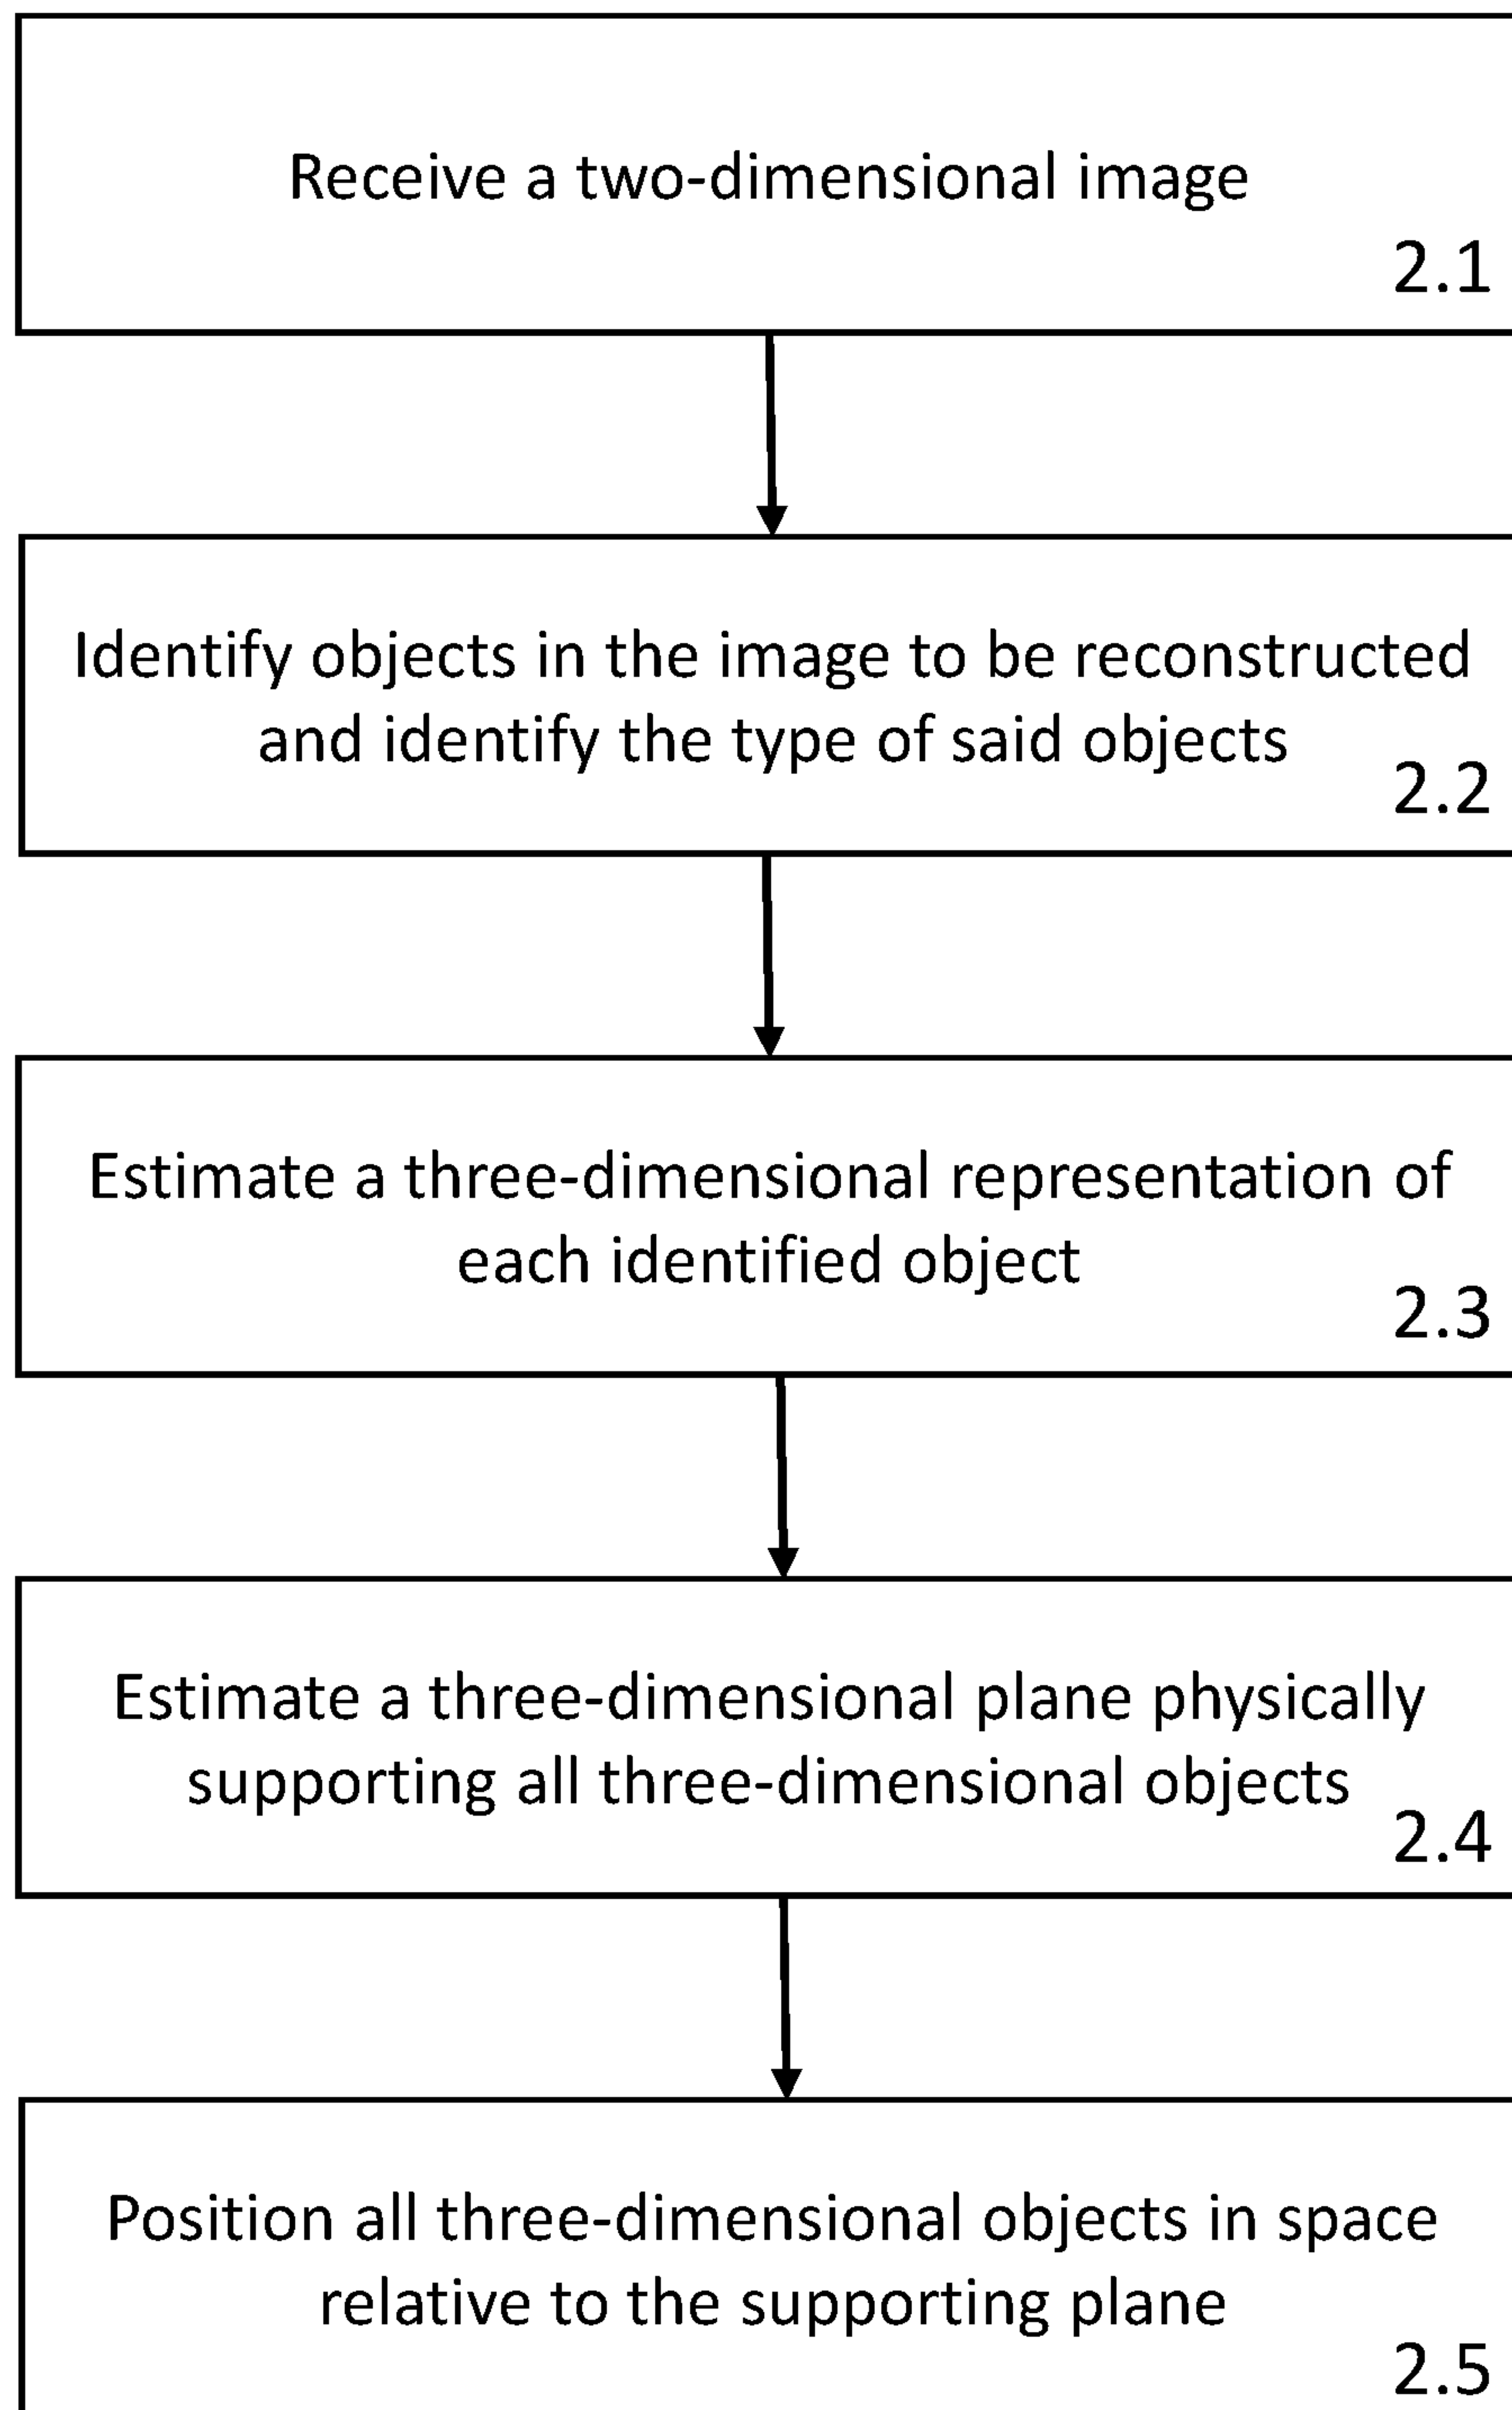 Receive a two-dimensional image
2.1
Identify objects in the image to be reconstructed
and identify the type of said objects
2.2
Estimate a three-dimensional representation of
each identified object
2.3
Estimate a three-dimensional plane physically
supporting all three-dimensional objects
2.4
Position all three-dimensional objects in space
relative to the supporting plane
2.5